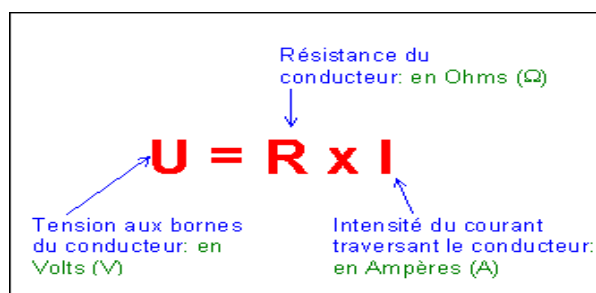 Résistance du
conducteur: en Ohms (Ω)
U = R x I
Tension aux bornes
du conducteur: en
Volts (V)
Intensité du courant
traversant le conducteur:
en Ampères (A)